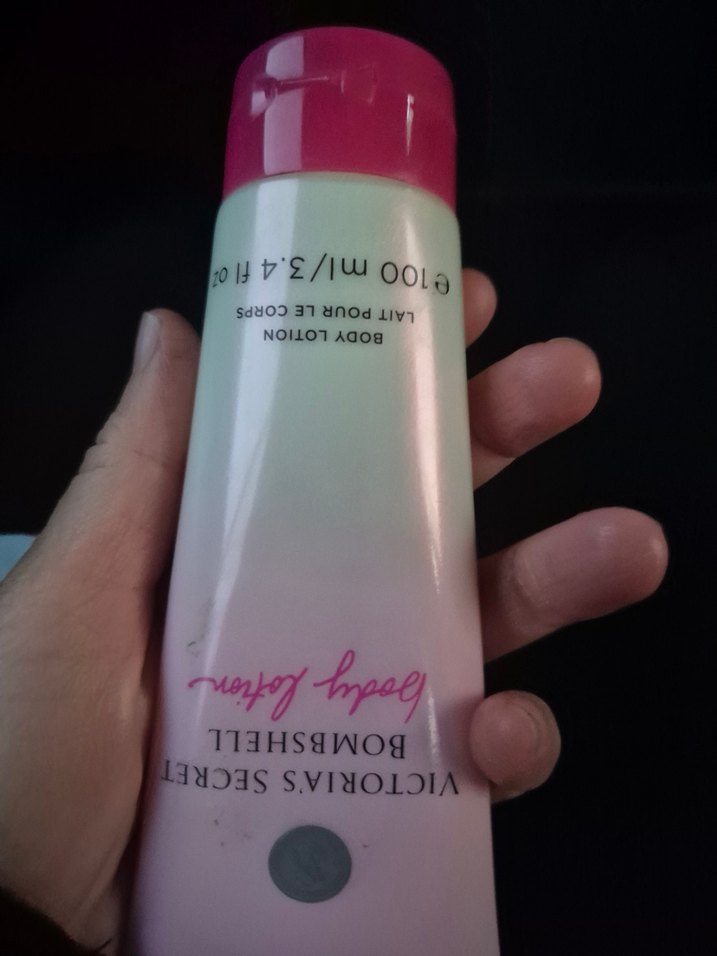 VICTORIA'S SECRET
BOMBSHELL
body lotion
BODY LOTION
LAIT POUR LE CORPS
℮100 ml/3.4 fl oz